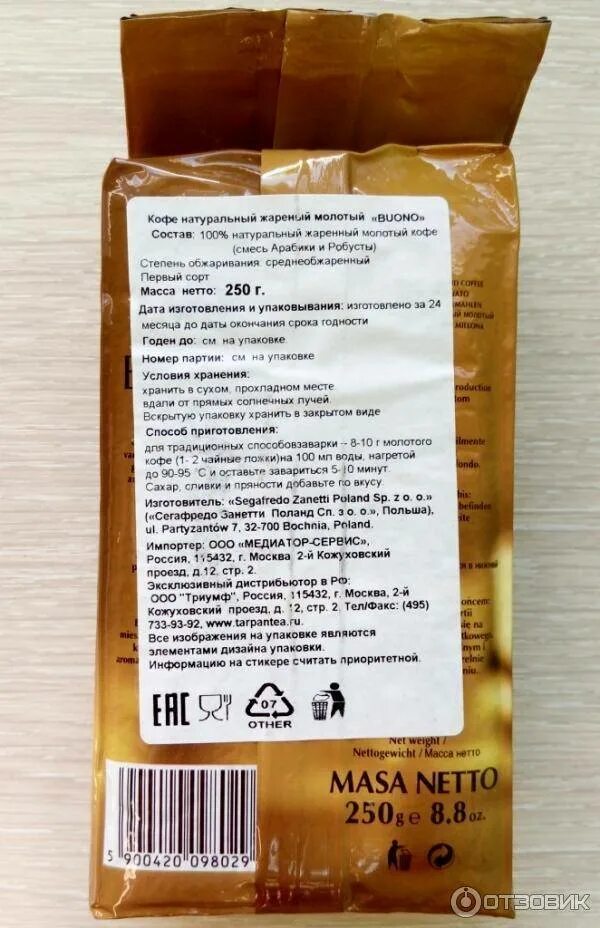 Кофе натуральный жареный молотый «BUONO»
Состав: 100% натуральный жаренный молотый кофе
(смесь Арабики и Робусты)
Степень обжаривания: среднеобжаренный
Первый сорт
Масса нетто: 250 г.
Дата изготовления и упаковывания: изготовлено за 24
месяца до даты окончания срока годности
Годен до: см на упаковке
Номер партии: см на упаковке
Условия хранения:
хранить в сухом, прохладном месте
вдали от прямых солнечных лучей.
Вскрытую упаковку хранить в закрытом виде
Способ приготовления:
для традиционных способовзаварки – 8-10 г молотого
кофе (1- 2 чайные ложки)на 100 мл воды, нагретой
до 90-95 °С и оставьте завариться 5-10 минут.
Сахар, сливки и пряности добавьте по вкусу.
Изготовитель: «Segafredo Zanetti Poland Sp. z o. o.»
(«Сегафредо Занетти Поланд Сп. з о. о.», Польша),
ul. Partyzantów 7, 32-700 Bochnia, Poland.
Импортер: ООО «МЕДИАТОР-СЕРВИС»,
Россия, 115432, г. Москва 2-й Кожуховский
проезд, д.12, стр. 2.
Эксклюзивный дистрибьютор в РФ:
ООО "Триумф", Россия, 115432, г. Москва, 2-й
Кожуховский проезд, д.12, стр. 2, Тел/Факс: (495)
733-93-92, www.tarpantea.ru.
Все изображения на упаковке являются
элементами дизайна упаковки.
Информацию на стикере считать приоритетной.
EAC
07
OTHER
Net weight /
Nettogewicht / Масса нетто
MASA NETTO
250g e 8.8 oz.
5 900420 098029
ОТЗОВИК